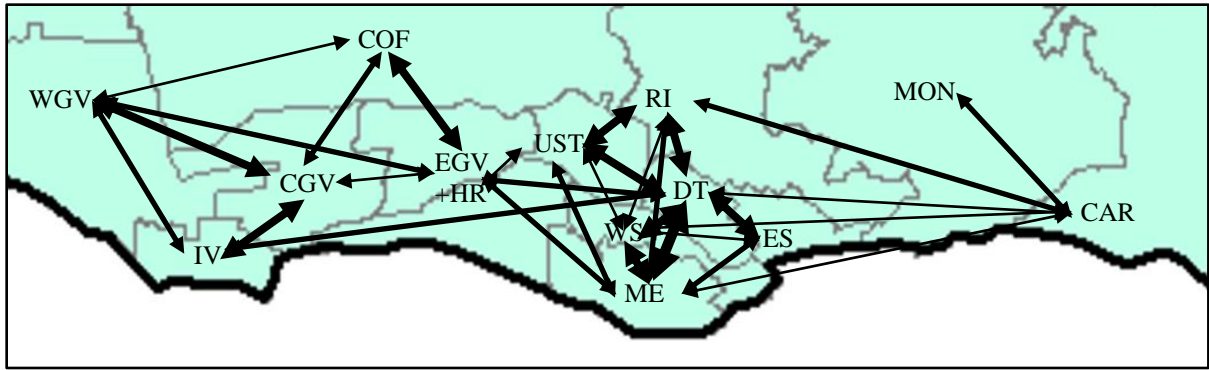 COF
WGV
RI
MON
UST
EGV
+HR
CGV
DT
CAR
WS
ES
IV
ME